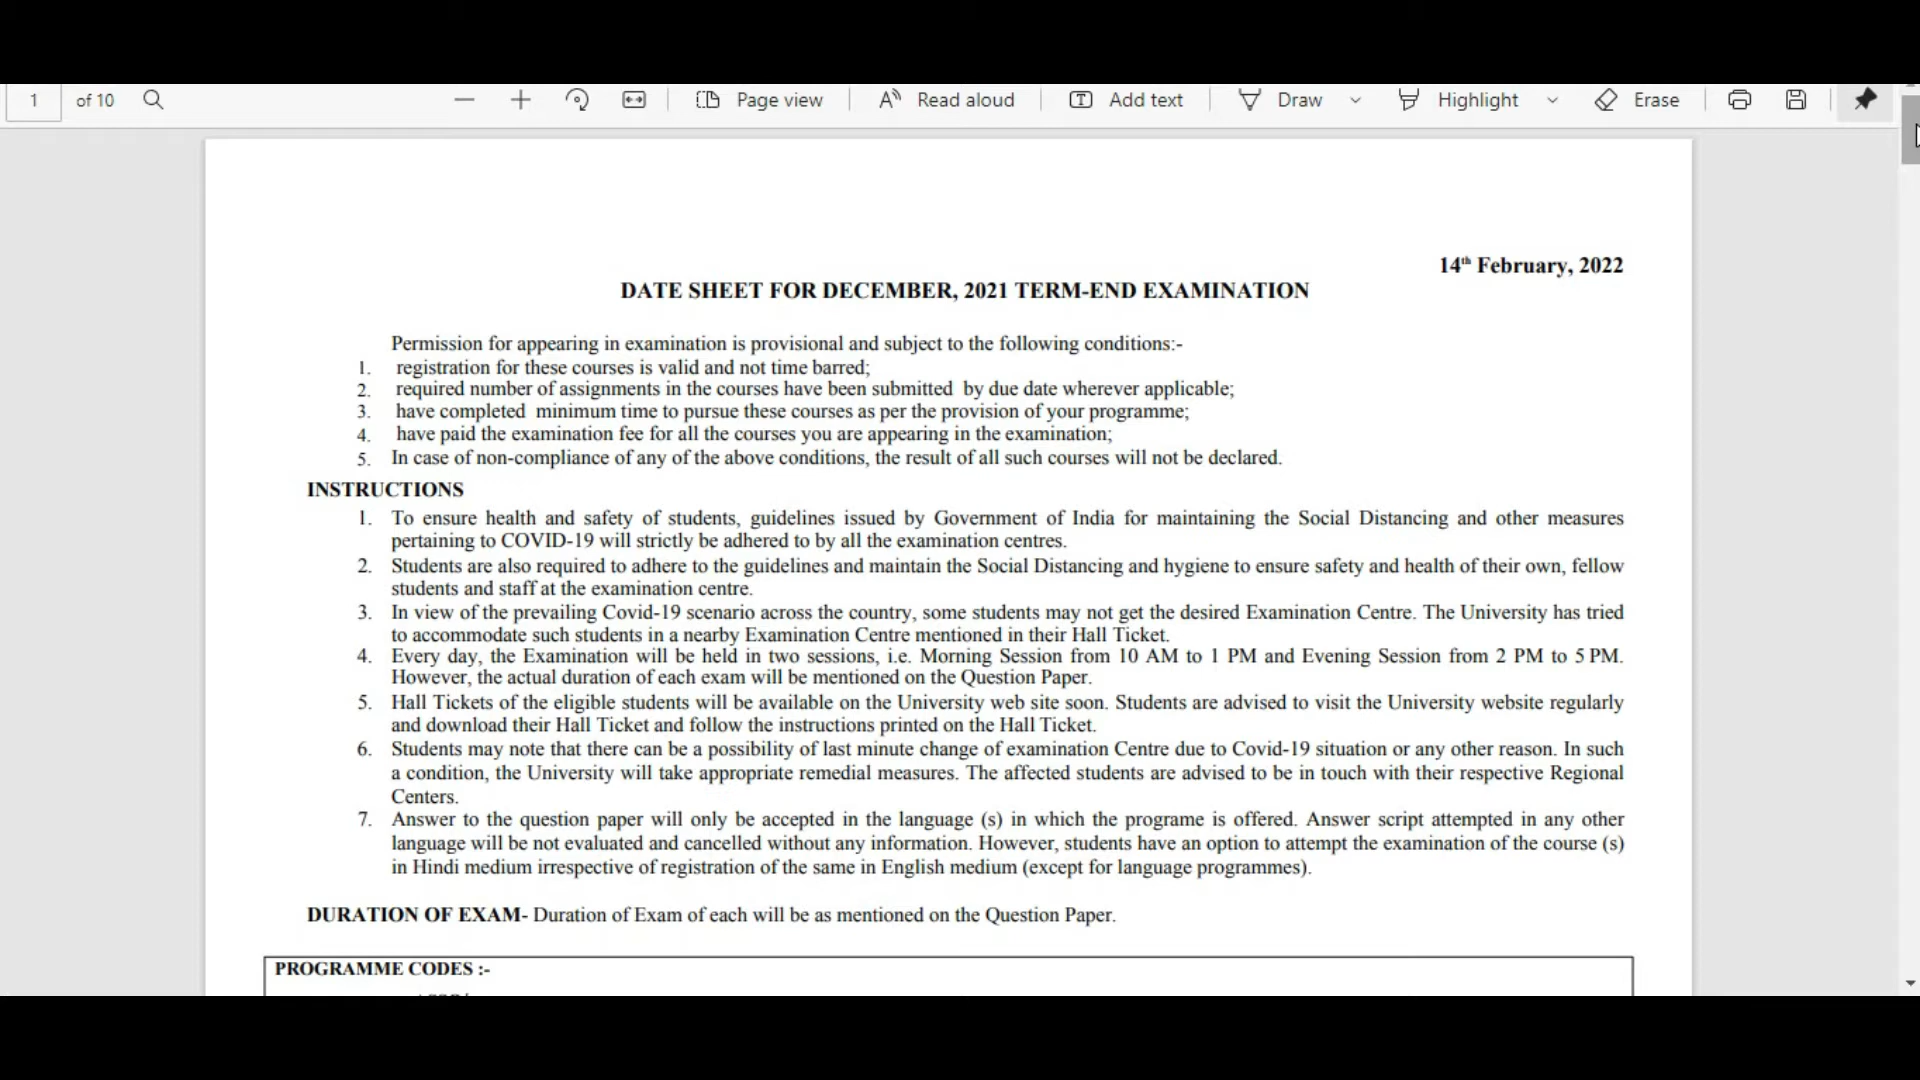 1 of 10 Page view Read aloud Add text Draw Highlight Erase
14th February, 2022
DATE SHEET FOR DECEMBER, 2021 TERM-END EXAMINATION
Permission for appearing in examination is provisional and subject to the following conditions:-
1. registration for these courses is valid and not time barred;
2. required number of assignments in the courses have been submitted by due date wherever applicable;
3. have completed minimum time to pursue these courses as per the provision of your programme;
4. have paid the examination fee for all the courses you are appearing in the examination;
5. In case of non-compliance of any of the above conditions, the result of all such courses will not be declared.
INSTRUCTIONS
1. To ensure health and safety of students, guidelines issued by Government of India for maintaining the Social Distancing and other measures
pertaining to COVID-19 will strictly be adhered to by all the examination centres.
2. Students are also required to adhere to the guidelines and maintain the Social Distancing and hygiene to ensure safety and health of their own, fellow
students and staff at the examination centre.
3. In view of the prevailing Covid-19 scenario across the country, some students may not get the desired Examination Centre. The University has tried
to accommodate such students in a nearby Examination Centre mentioned in their Hall Ticket.
4. Every day, the Examination will be held in two sessions, i.e. Morning Session from 10 AM to 1 PM and Evening Session from 2 PM to 5 PM.
However, the actual duration of each exam will be mentioned on the Question Paper.
5. Hall Tickets of the eligible students will be available on the University web site soon. Students are advised to visit the University website regularly
and download their Hall Ticket and follow the instructions printed on the Hall Ticket.
6. Students may note that there can be a possibility of last minute change of examination Centre due to Covid-19 situation or any other reason. In such
a condition, the University will take appropriate remedial measures. The affected students are advised to be in touch with their respective Regional
Centers.
7. Answer to the question paper will only be accepted in the language (s) in which the programe is offered. Answer script attempted in any other
language will be not evaluated and cancelled without any information. However, students have an option to attempt the examination of the course (s)
in Hindi medium irrespective of registration of the same in English medium (except for language programmes).
DURATION OF EXAM- Duration of Exam of each will be as mentioned on the Question Paper.
PROGRAMME CODES :-